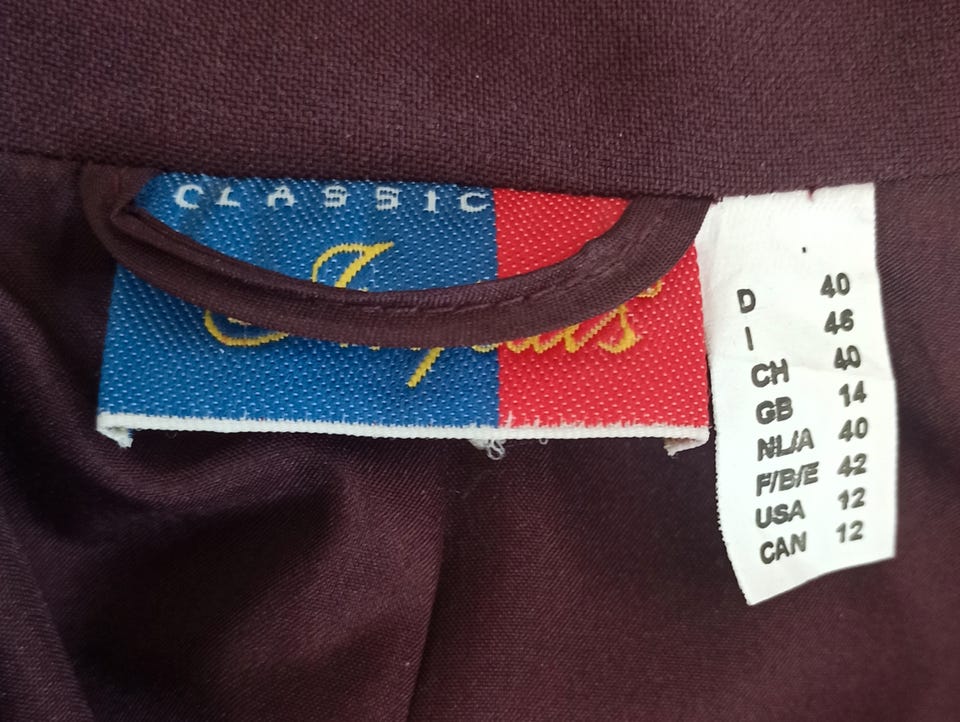 CLASSIC
D 40
I 46
CH 40
GB 14
NL/A 40
F/B/E 42
USA 12
CAN 12